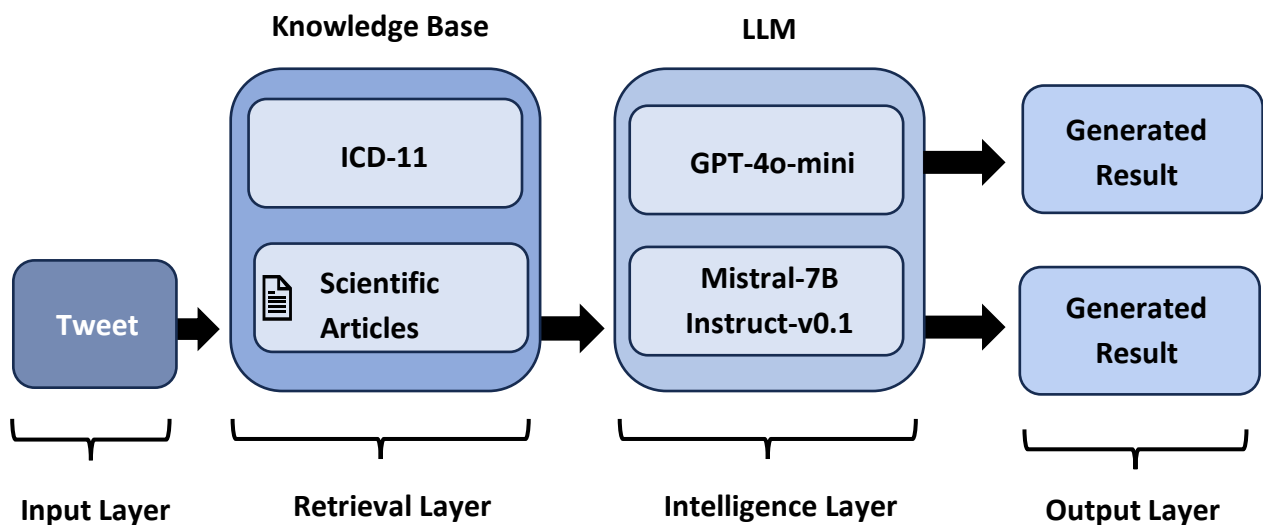 Knowledge Base
LLM
ICD-11
GPT-4o-mini
Generated
Result
Tweet
Scientific
Articles
Mistral-7B
Instruct-v0.1
Generated
Result
Input Layer
Retrieval Layer
Intelligence Layer
Output Layer